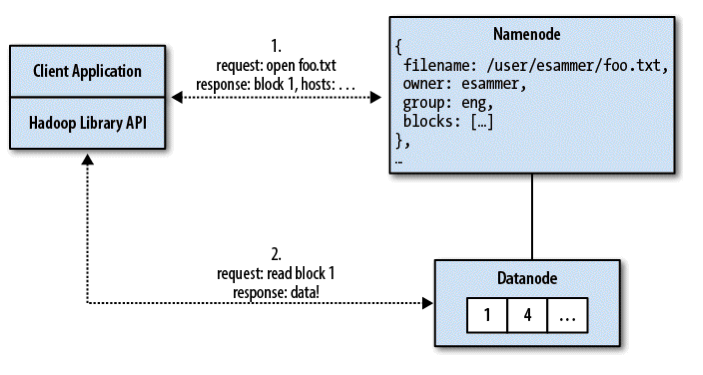 Client Application
Hadoop Library API
1.
request: open foo.txt
response: block 1, hosts: . . .
Namenode
{
filename: /user/esammer/foo.txt,
owner: esammer,
group: eng,
blocks: […]
},
…
2.
request: read block 1
response: data!
Datanode
1 4 …